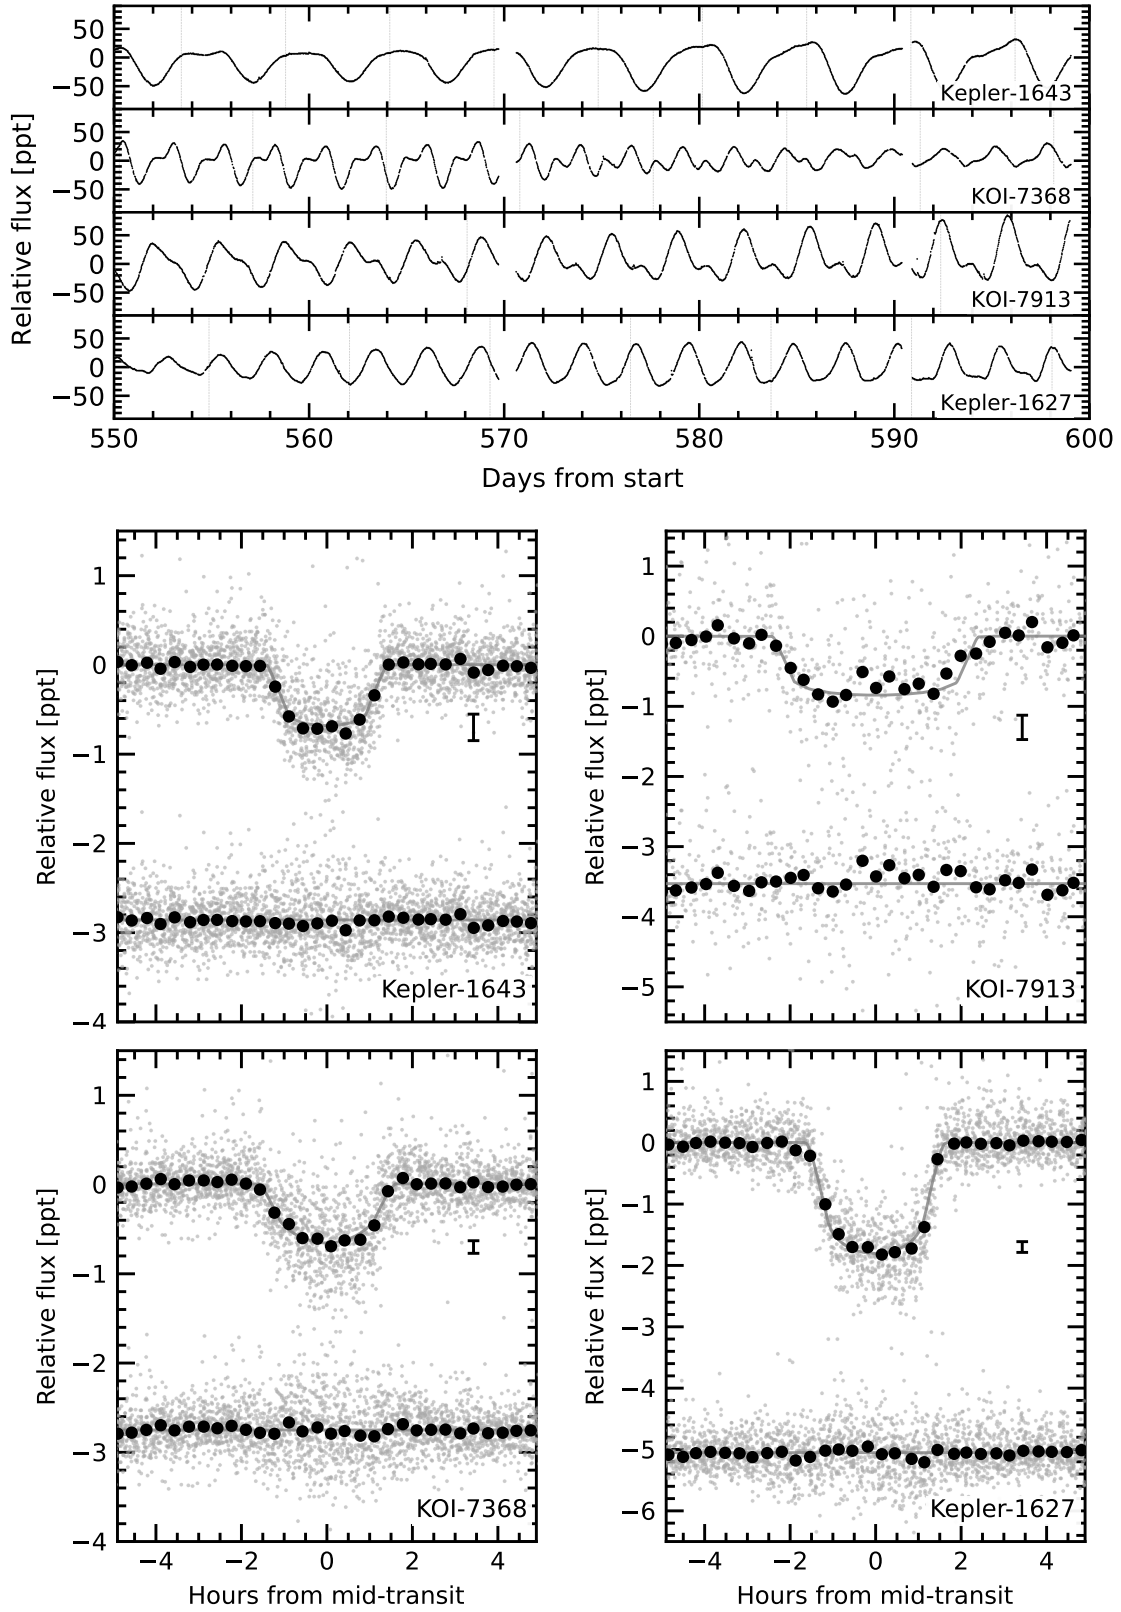 50
0
−50
Kepler-1643
50
0
−50
KOI-7368
50
0
−50
KOI-7913
50
0
−50
Kepler-1627
Relative flux [ppt]
550 560 570 580 590 600
Days from start
1
0
−1
−2
−3
−4
Relative flux [ppt]
Kepler-1643
1
0
−1
−2
−3
−4
−5
Relative flux [ppt]
KOI-7913
1
0
−1
−2
−3
−4
Relative flux [ppt]
KOI-7368
−4 −2 0 2 4
Hours from mid-transit
1
0
−1
−2
−3
−4
−5
−6
Relative flux [ppt]
Kepler-1627
−4 −2 0 2 4
Hours from mid-transit